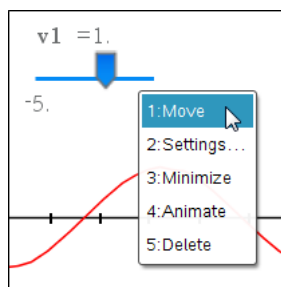 v1 =1.
-5.
1:Move
2:Settings...
3:Minimize
4:Animate
5:Delete